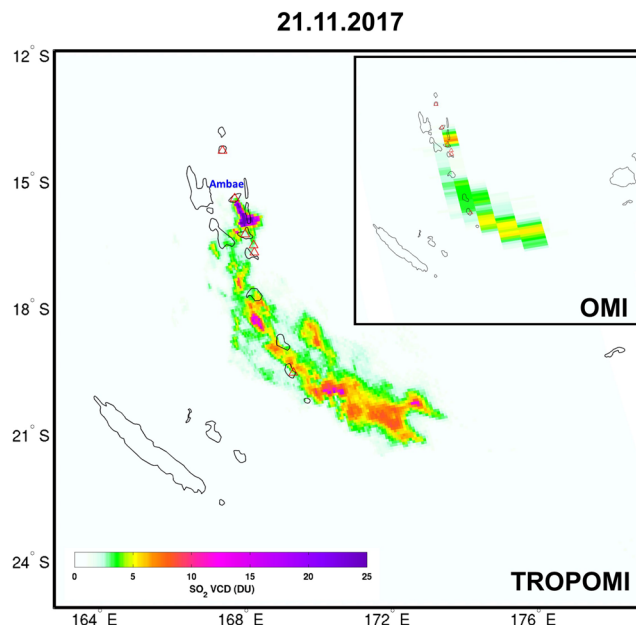 21.11.2017
12° S
Ambae
15° S
OMI
18° S
21° S
24° S
0 5 10 15 20 25
SO2 VCD (DU)
TROPOMI
164° E 168° E 172° E 176° E